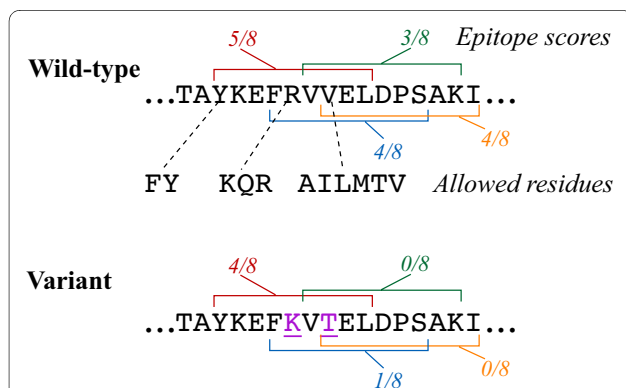 5/8 3/8 Epitope scores
Wild-type
...TAYKEFRVVELDPSAKI...
4/8 4/8
FY KQR AILMTV Allowed residues
4/8 0/8
Variant
...TAYKEFKVTELDPSAKI...
1/8 0/8